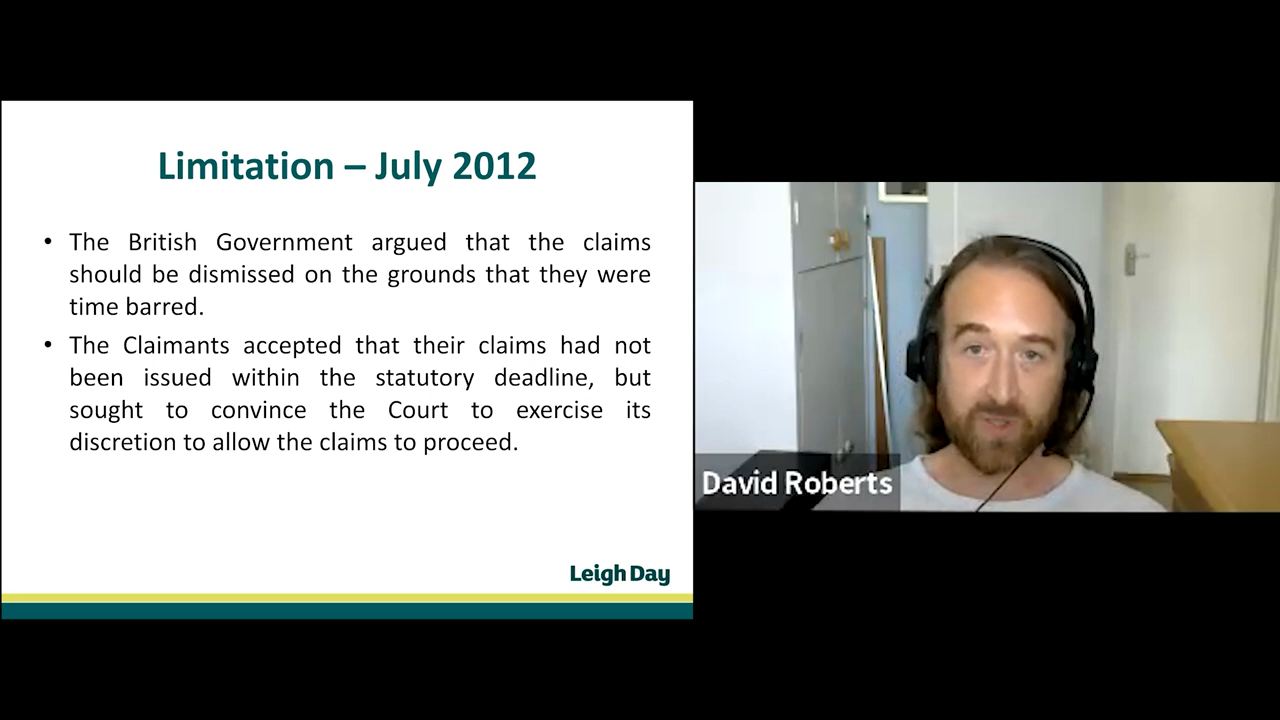 Limitation – July 2012
• The British Government argued that the claims
should be dismissed on the grounds that they were
time barred.
• The Claimants accepted that their claims had not
been issued within the statutory deadline, but
sought to convince the Court to exercise its
discretion to allow the claims to proceed.
Leigh Day
David Roberts